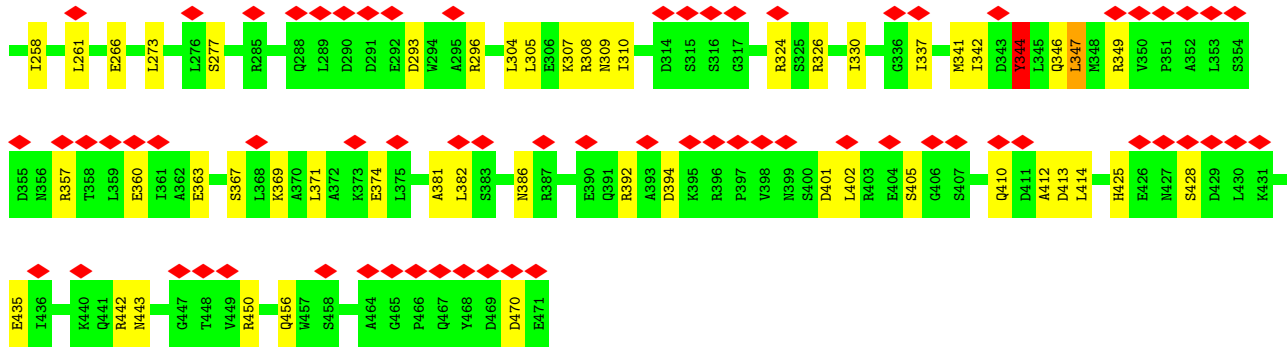 I258 L261 E266 L273 L276 S277 R285 Q288 L289 D290 D291 E292 D293 W294 A295 R296 L304 L305 E306 K307 R308 N309 I310 D314 S315 S316 G317 R324 S325 R326 I330 G336 I337 M341 I342 D343 Y344 L345 Q346 L347 M348 R349 V350 P351 A352 L353 S354
D355 N356 R357 T358 L359 E360 I361 A362 E363 S367 L368 K369 A370 L371 A372 K373 E374 L375 A381 L382 S383 N386 R387 E390 Q391 R392 A393 D394 K395 R396 P397 V398 N399 S400 D401 L402 R403 E404 S405 G406 S407 Q410 D411 A412 D413 L414 H425 E426 N427 S428 D429 L430 K431
E435 I436 K440 Q441 R442 N443 G447 T448 V449 R450 Q456 W457 S458 A464 G465 P466 Q467 Y468 D469 D470 E471